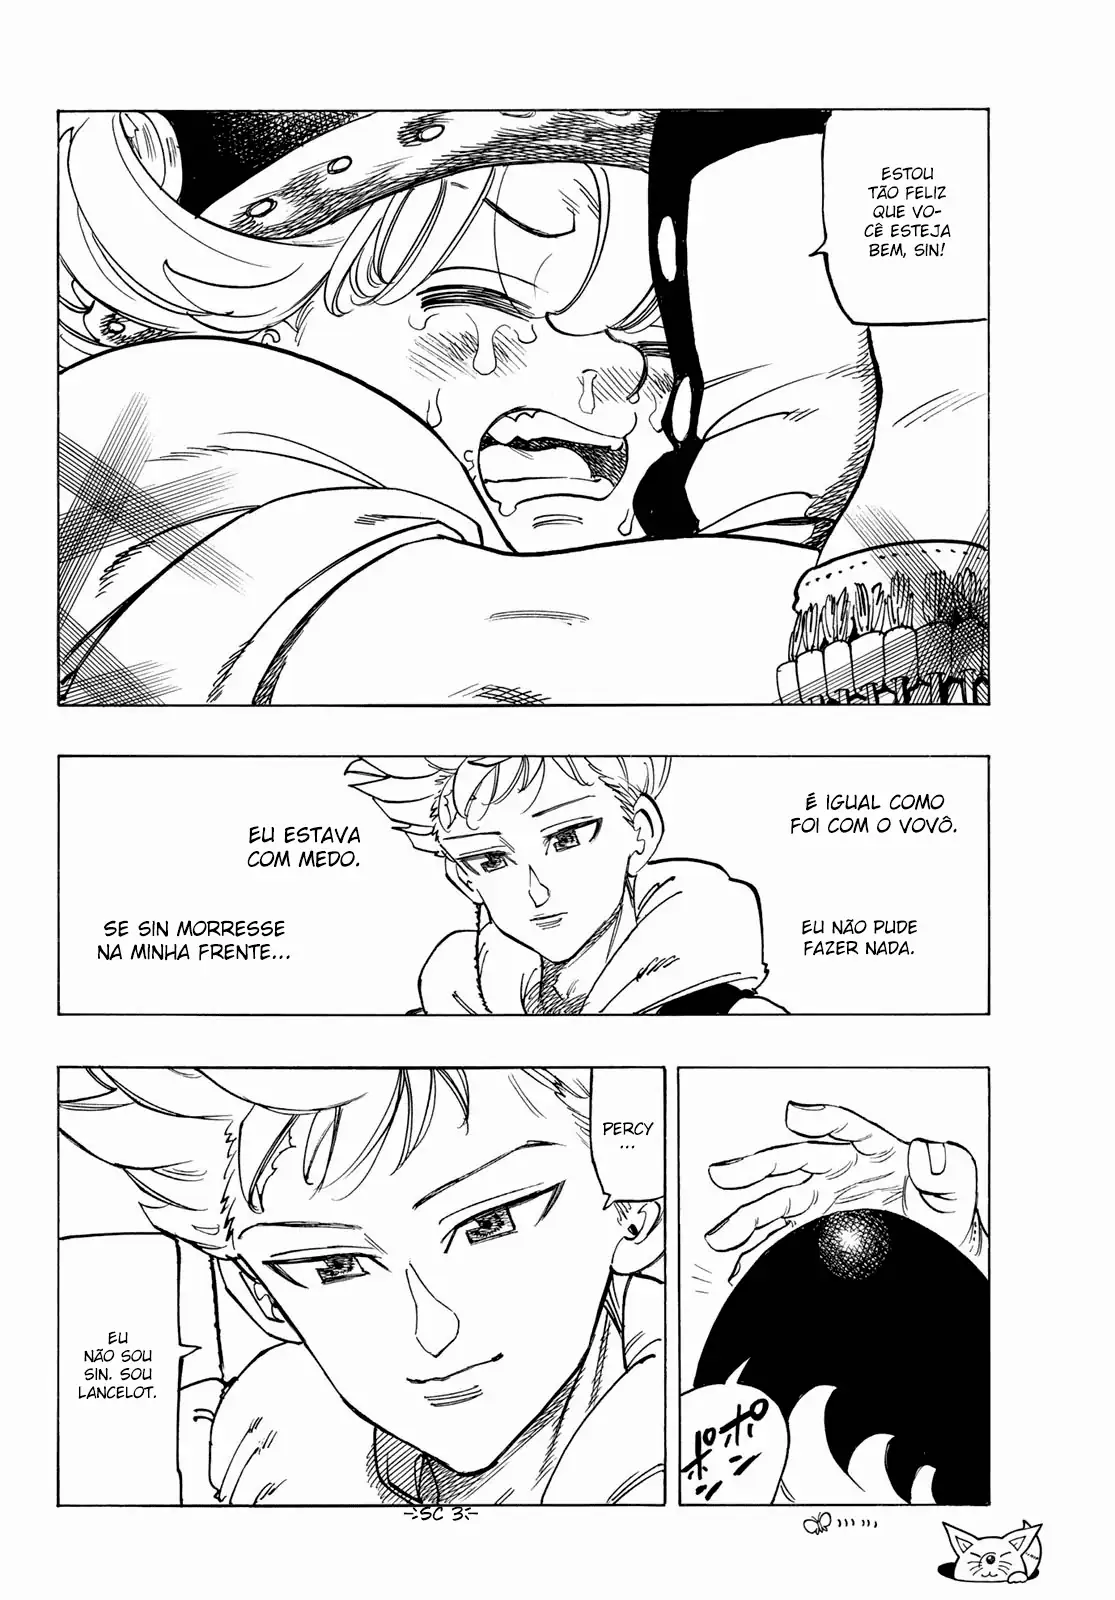 ESTOU
TÃO FELIZ
QUE VO-
CÊ ESTEJA
BEM, SIN!
É IGUAL COMO
FOI COM O VOVÔ.
EU NÃO PUDE
FAZER NADA.
EU ESTAVA
COM MEDO.
SE SIN MORRESSE
NA MINHA FRENTE...
ポン
ポン
PERCY
...
EU
NÃO SOU
SIN. SOU
LANCELOT.
SC 3